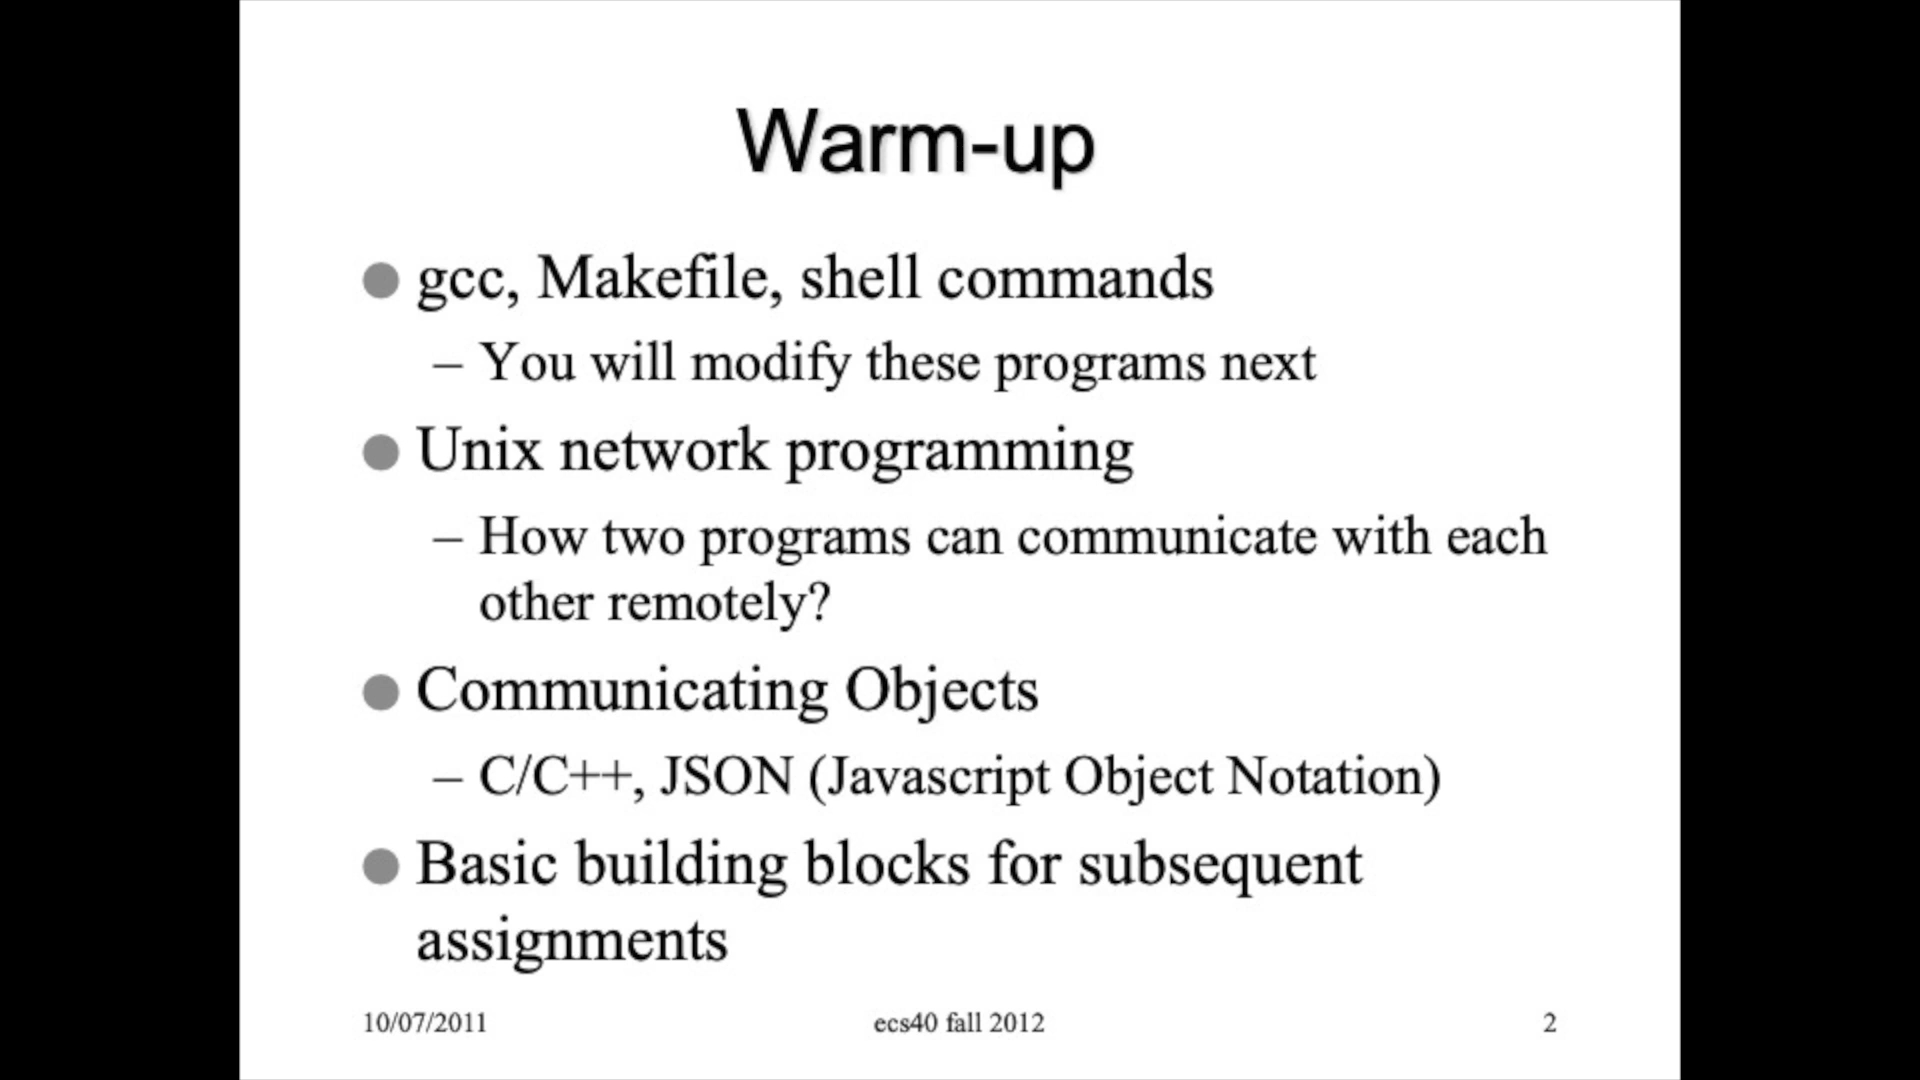 Warm-up
● gcc, Makefile, shell commands
– You will modify these programs next
● Unix network programming
– How two programs can communicate with each
other remotely?
● Communicating Objects
– C/C++, JSON (Javascript Object Notation)
● Basic building blocks for subsequent
assignments
10/07/2011 ecs40 fall 2012 2